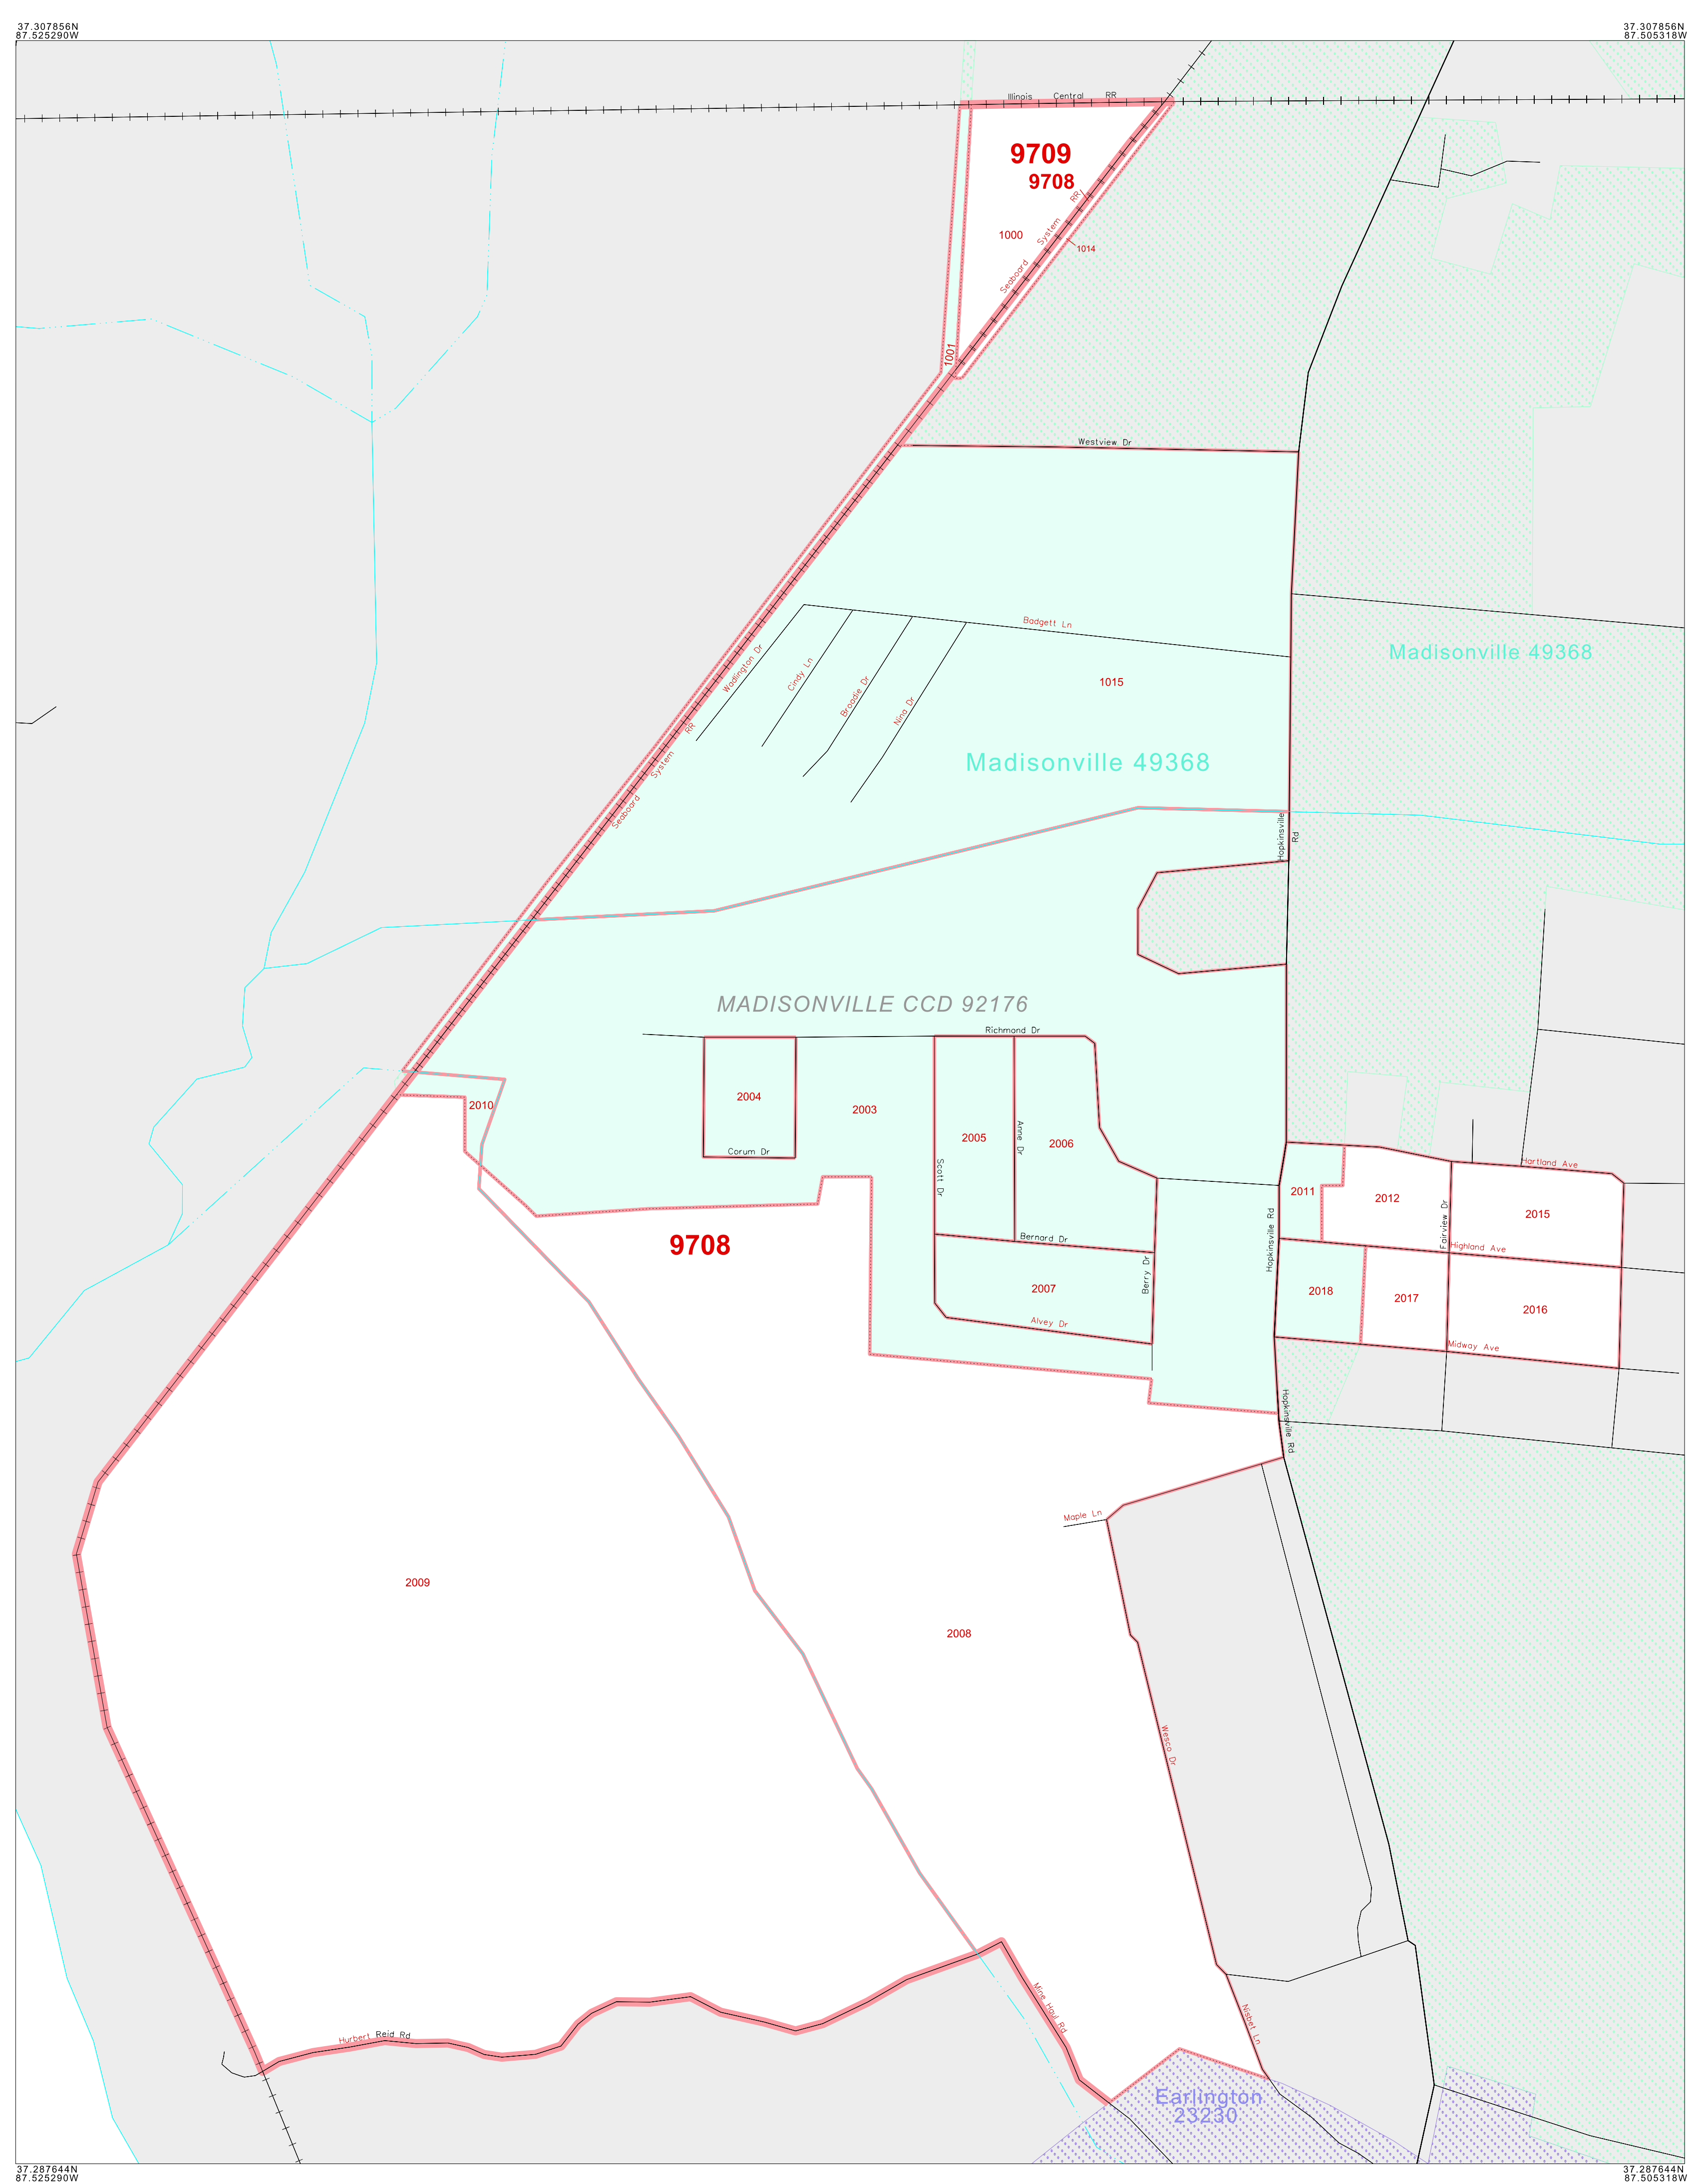 37.307856N
87.525290W
37.307856N
87.505318W
Illinois Central RR
9709
9708
1000
Seaboard System RR
1014
1001
Westview Dr
Badgett Ln
Madisonville 49368
Wadlington Dr
Cindy Ln
Broadie Dr
Nina Dr
1015
Seaboard System RR
Madisonville 49368
Hopkinsville Rd
MADISONVILLE CCD 92176
Richmond Dr
2010
2004
2003
2005
Anne Dr
2006
Corum Dr
Scott Dr
Hartland Ave
2011
2012
Fairview Dr
2015
9708
Bernard Dr
Hopkinsville Rd
Highland Ave
2007
Berry Dr
2018
2017
2016
Alvey Dr
Midway Ave
Hopkinsville Rd
Maple Ln
2009
2008
Wesco Dr
Mine Haul Rd
Nisbet Ln
Hurbert Reid Rd
Earlington
23230
37.287644N
87.525290W
37.287644N
87.505318W